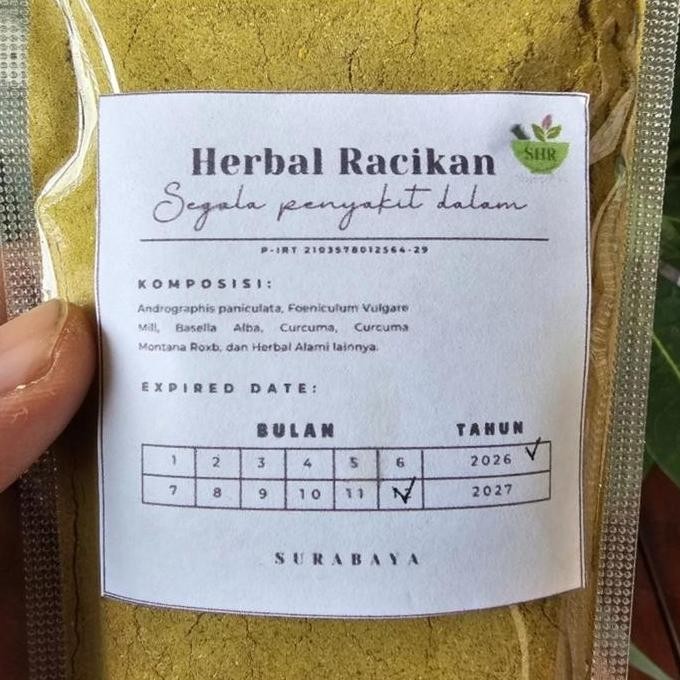 SHR
Herbal Racikan
Segala penyakit dalam
P-IRT 2103578012564-29
KOMPOSISI:
Andrographis paniculata, Foeniculum Vulgare
Mill, Basella Alba, Curcuma, Curcuma
Montana Roxb, dan Herbal Alami lainnya.
EXPIRED DATE:
BULAN TAHUN
1 2 3 4 5 6 2026
7 8 9 10 11 12 2027
SURABAYA